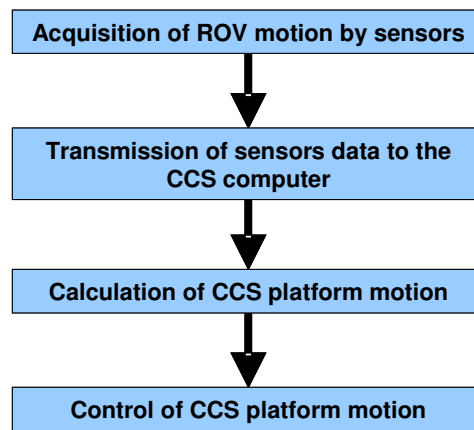 Acquisition of ROV motion by sensors
Transmission of sensors data to the
CCS computer
Calculation of CCS platform motion
Control of CCS platform motion